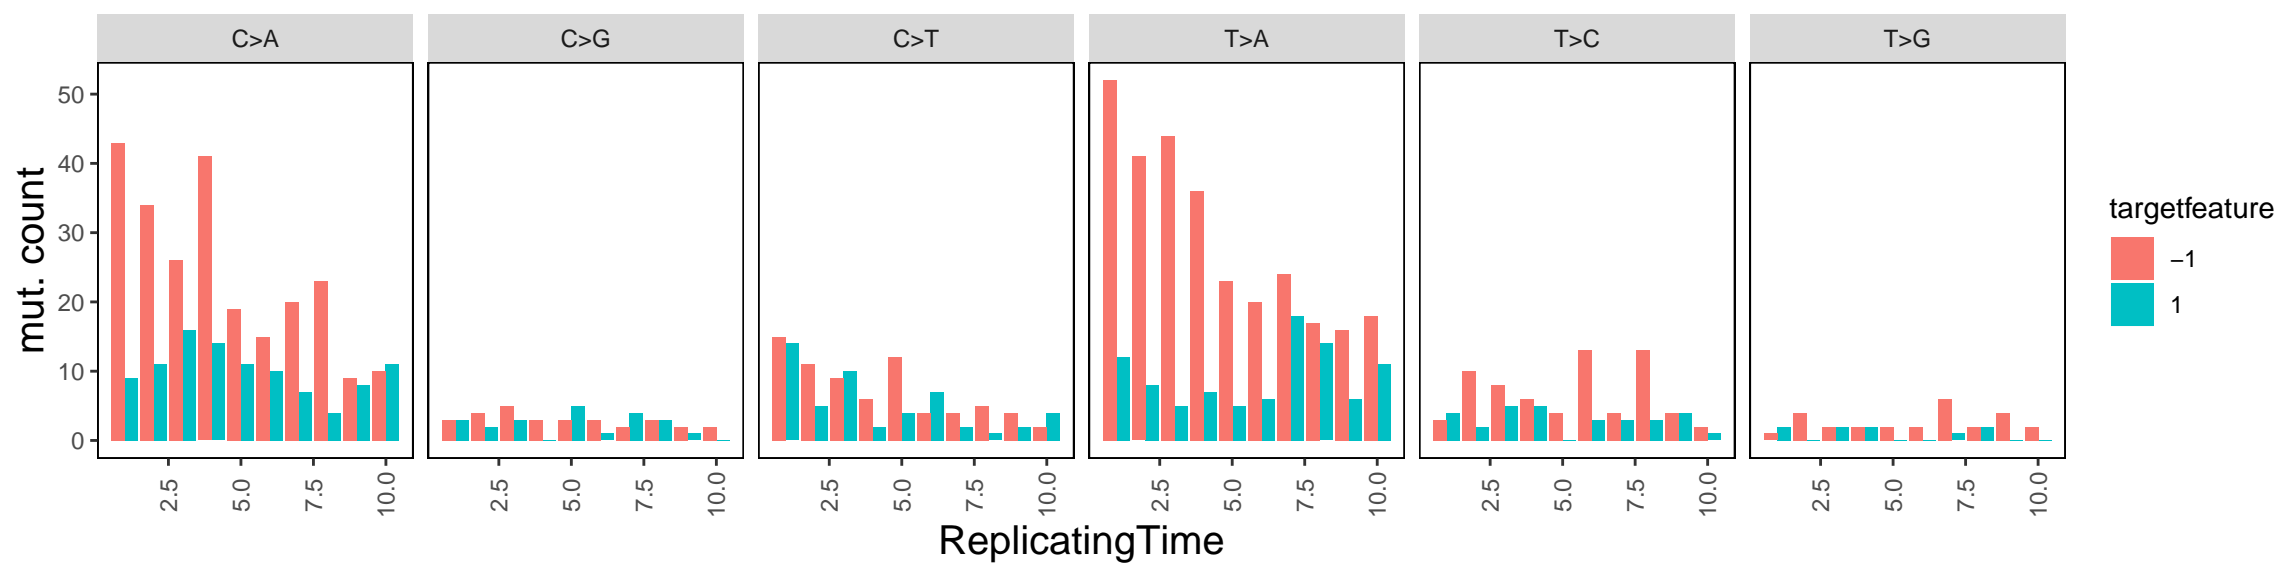 C>A C>G C>T T>A T>C T>G
50
40
30
20
10
0
mut. count
2.5 5.0 7.5 10.0 2.5 5.0 7.5 10.0 2.5 5.0 7.5 10.0 2.5 5.0 7.5 10.0 2.5 5.0 7.5 10.0 2.5 5.0 7.5 10.0
ReplicatingTime
targetfeature
−1
1